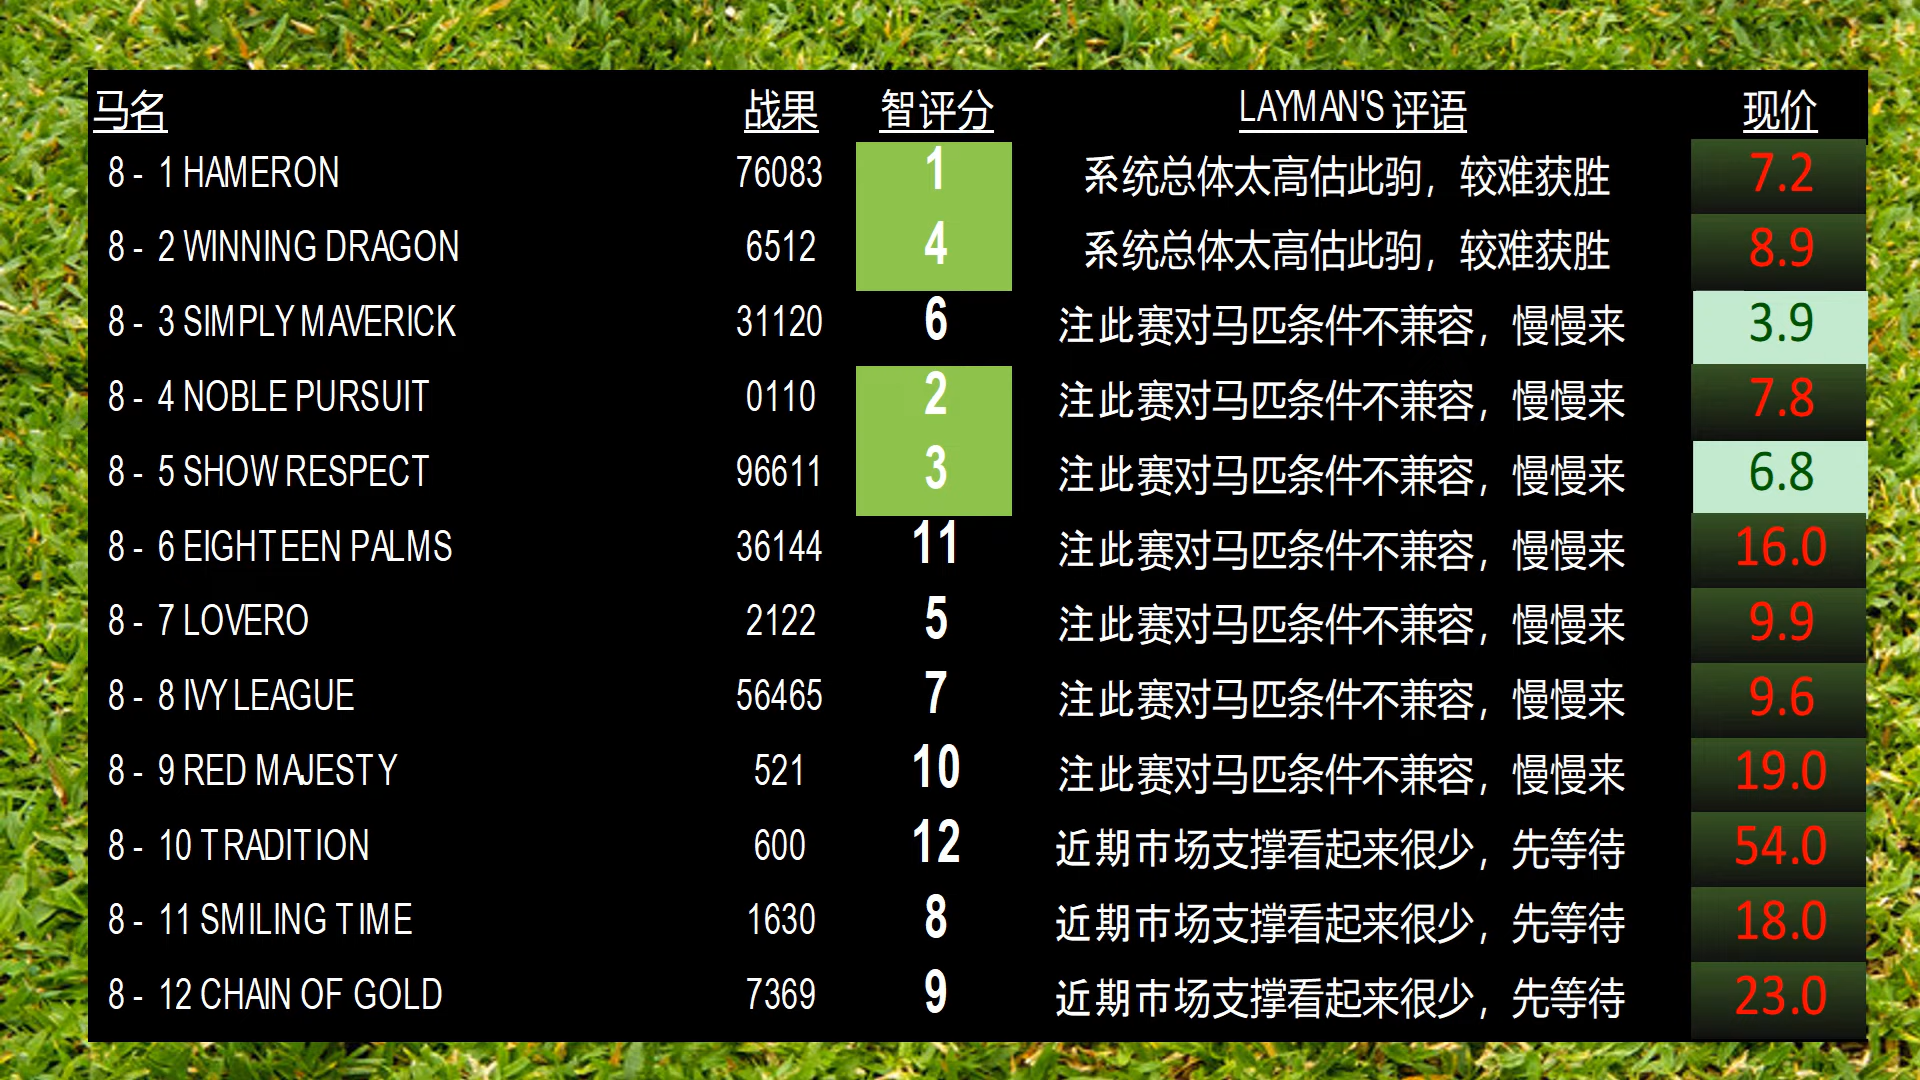 马名 战果 智评分 LAYMAN'S 评语 现价
8 - 1 HAMERON 76083 1 系统总体太高估此驹，较难获胜 7.2
8 - 2 WINNING DRAGON 6512 4 系统总体太高估此驹，较难获胜 8.9
8 - 3 SIMPLY MAVERICK 31120 6 注此赛对马匹条件不兼容，慢慢来 3.9
8 - 4 NOBLE PURSUIT 0110 2 注此赛对马匹条件不兼容，慢慢来 7.8
8 - 5 SHOW RESPECT 96611 3 注此赛对马匹条件不兼容，慢慢来 6.8
8 - 6 EIGHTEEN PALMS 36144 11 注此赛对马匹条件不兼容，慢慢来 16.0
8 - 7 LOVERO 2122 5 注此赛对马匹条件不兼容，慢慢来 9.9
8 - 8 IVY LEAGUE 56465 7 注此赛对马匹条件不兼容，慢慢来 9.6
8 - 9 RED MAJESTY 521 10 注此赛对马匹条件不兼容，慢慢来 19.0
8 - 10 TRADITION 600 12 近期市场支撑看起来很少，先等待 54.0
8 - 11 SMILING TIME 1630 8 近期市场支撑看起来很少，先等待 18.0
8 - 12 CHAIN OF GOLD 7369 9 近期市场支撑看起来很少，先等待 23.0